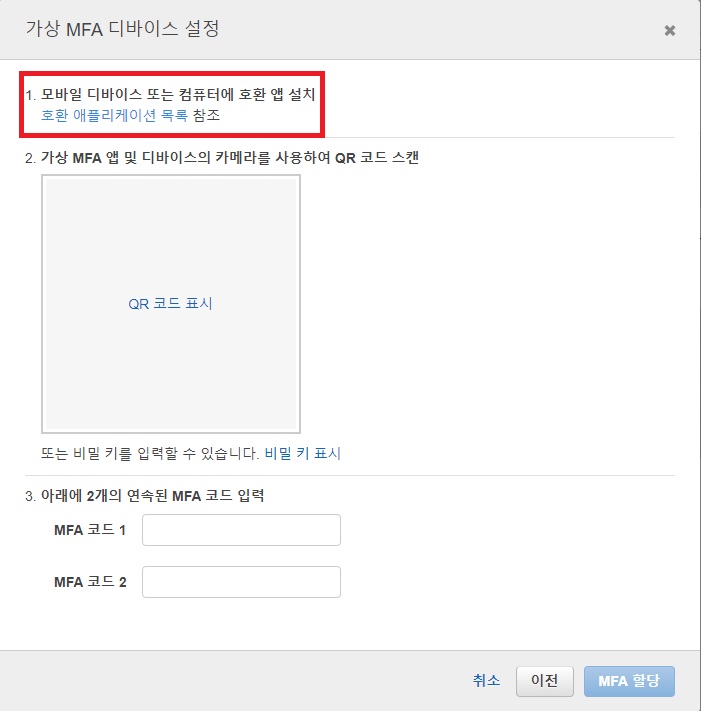 가상 MFA 디바이스 설정
1. 모바일 디바이스 또는 컴퓨터에 호환 앱 설치
호환 애플리케이션 목록 참조
2. 가상 MFA 앱 및 디바이스의 카메라를 사용하여 QR 코드 스캔
QR 코드 표시
또는 비밀 키를 입력할 수 있습니다. 비밀 키 표시
3. 아래에 2개의 연속된 MFA 코드 입력
MFA 코드 1
MFA 코드 2
취소 이전 MFA 할당